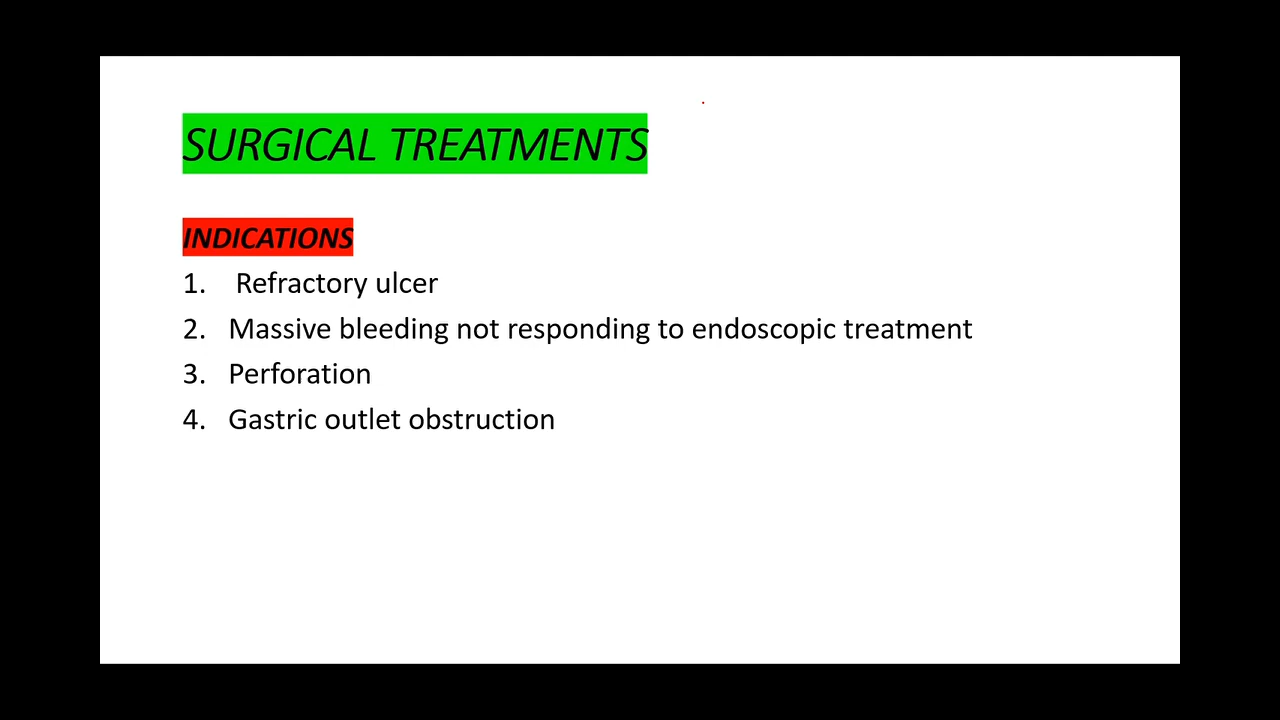 SURGICAL TREATMENTS
INDICATIONS
1. Refractory ulcer
2. Massive bleeding not responding to endoscopic treatment
3. Perforation
4. Gastric outlet obstruction